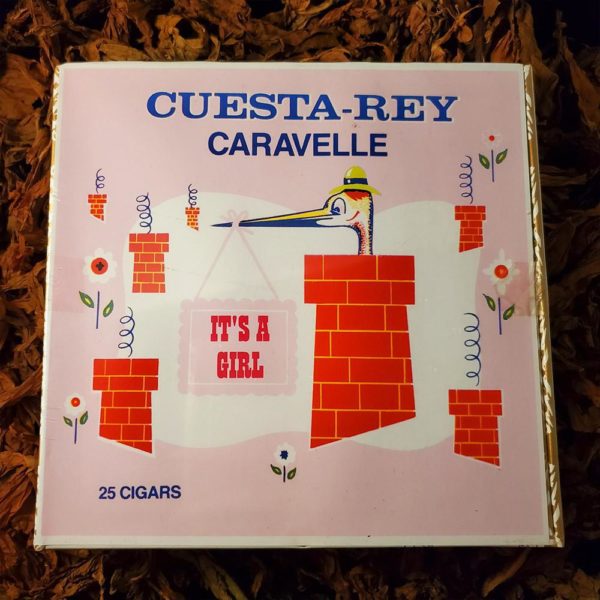 CUESTA-REY
CARAVELLE
IT'S A
GIRL
25 CIGARS